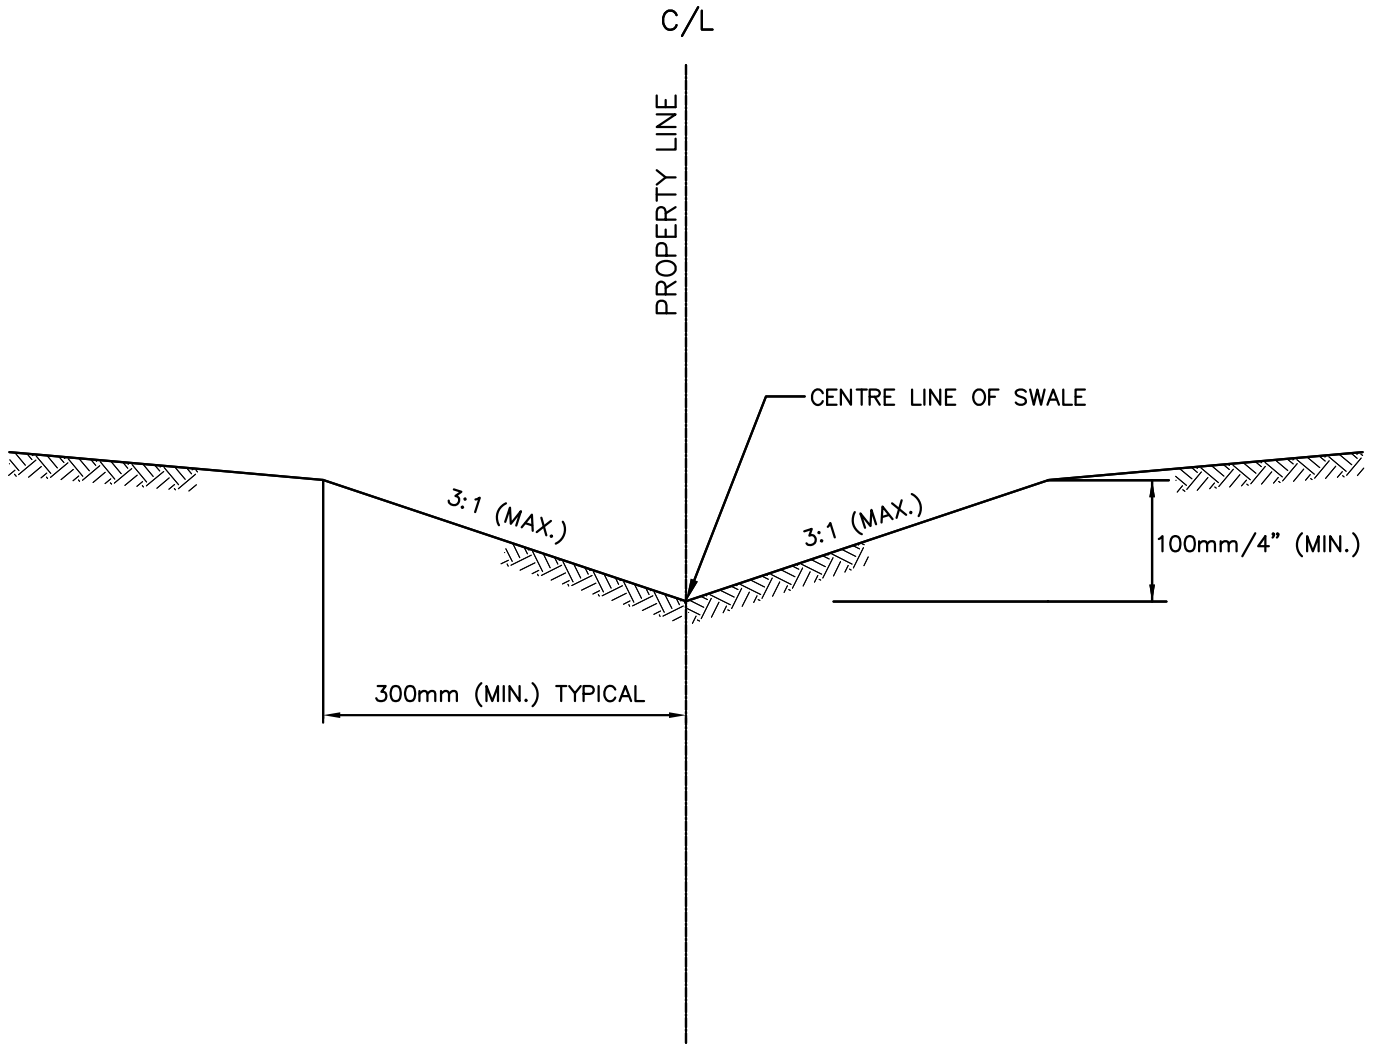 C/L
PROPERTY LINE
CENTRE LINE OF SWALE
3:1 (MAX.)
3:1 (MAX.)
100mm/4” (MIN.)
300mm (MIN.) TYPICAL